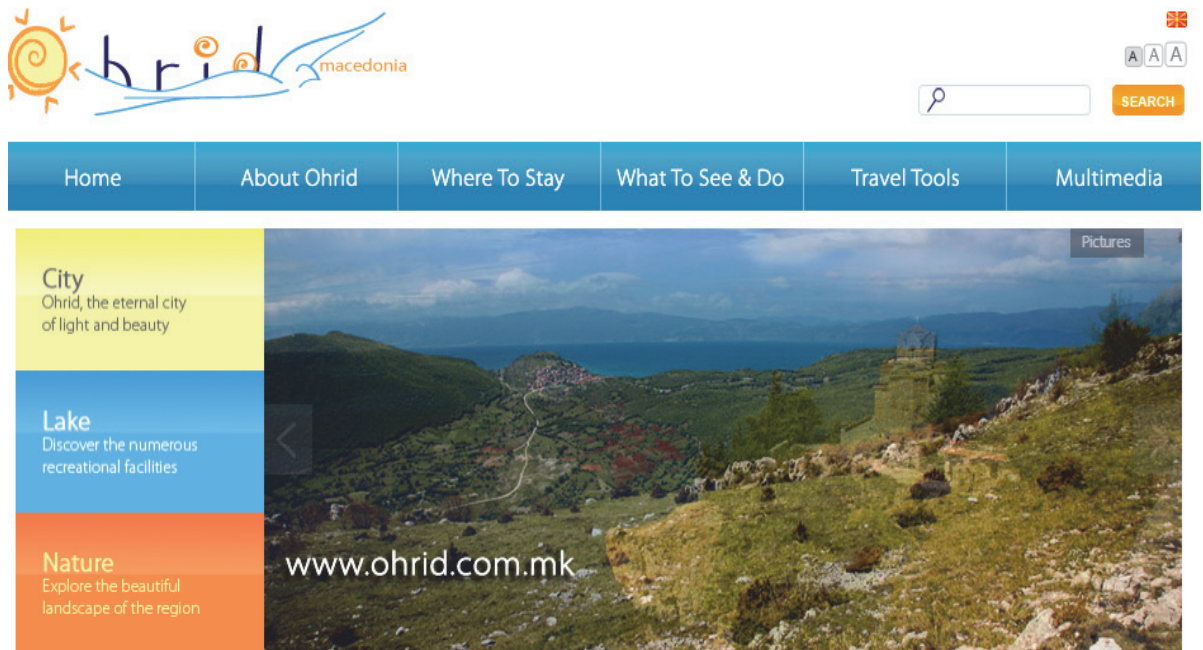 Ohrid
macedonia
A A A
SEARCH
Home
About Ohrid
Where To Stay
What To See & Do
Travel Tools
Multimedia
Pictures
City
Ohrid, the eternal city
of light and beauty
Lake
Discover the numerous
recreational facilities
Nature
Explore the beautiful
landscape of the region
www.ohrid.com.mk